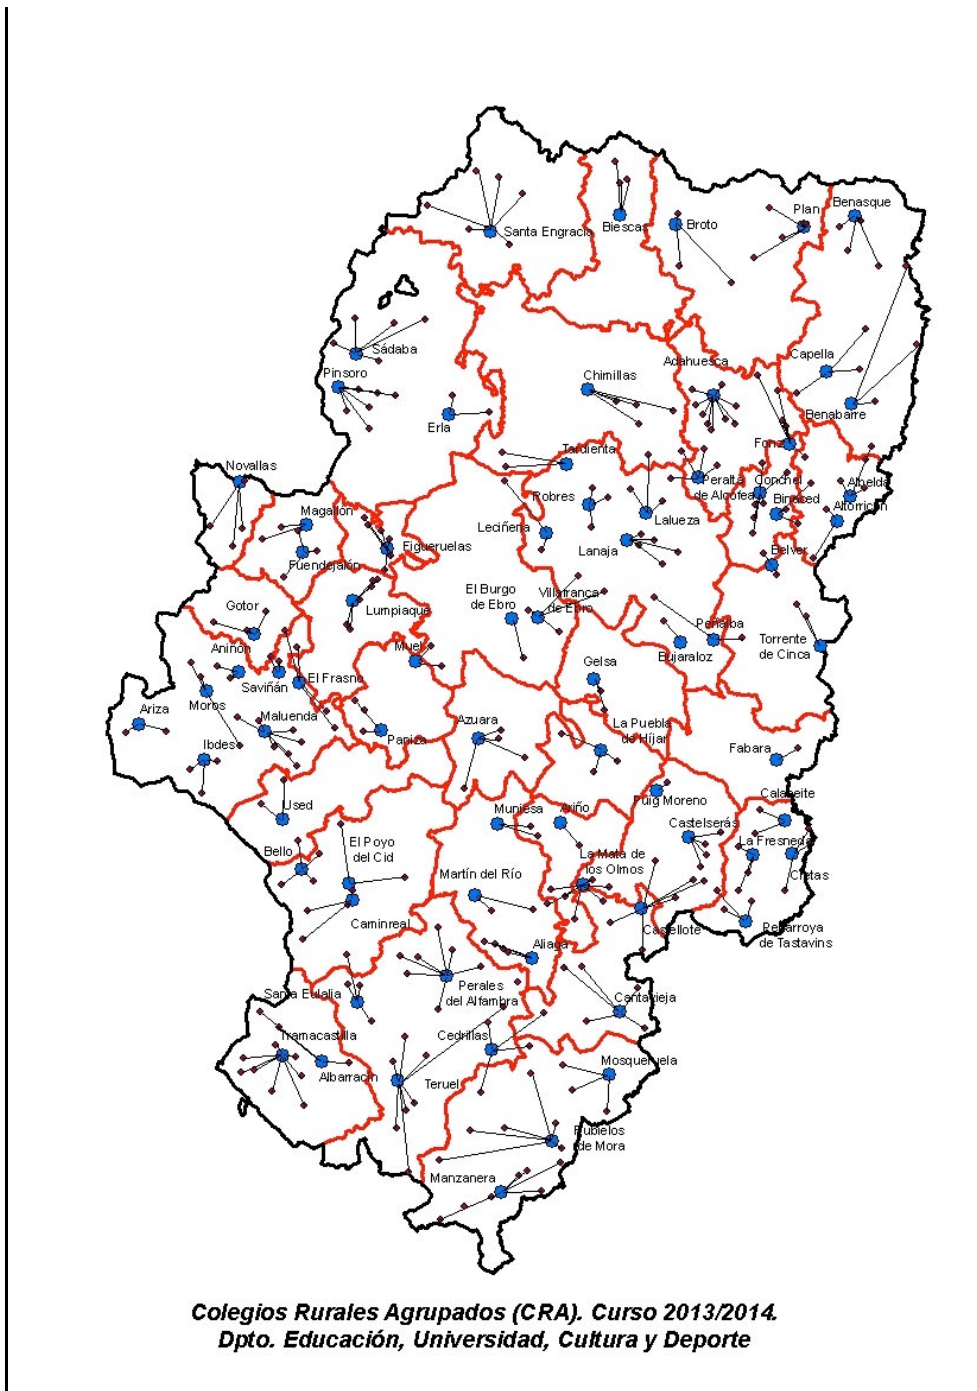 Plan
Benasque
Santa Engracia
Biescas
Broto
Sádaba
Capella
Adahuesca
Pinsoro
Chimillas
Benabarre
Erla
Fonz
Tardienta
Novallas
Peralta
de Alcofea
Conchel
Albelda
Robres
Binaced
Magallón
Altorricón
Lalueza
Leciñena
Figueruelas
Lanaja
Fuendejalón
Belver
El Burgo
de Ebro
Villafranca
de Ebro
Gotor
Lumpiaque
Peñalba
Aniñón
Muel
Bujaraloz
Torrente
de Cinca
Saviñán
El Frasno
Gelsa
Moros
Ariza
Maluenda
Azuara
La Puebla
de Híjar
Paniza
Ibdes
Fabara
Calaceite
Used
Puig Moreno
Muniesa
Ariño
Castelserás
El Poyo
del Cid
Bello
La Fresneda
La Mata de
los Olmos
Martín del Río
Cretas
Caminreal
Castellote
Peñarroya
de Tastavins
Aliaga
Perales
del Alfambra
Santa Eulalia
Cantavieja
Tramacastilla
Cedrillas
Mosqueruela
Albarracín
Teruel
Rubielos
de Mora
Manzanera
Colegios Rurales Agrupados (CRA). Curso 2013/2014.
Dpto. Educación, Universidad, Cultura y Deporte